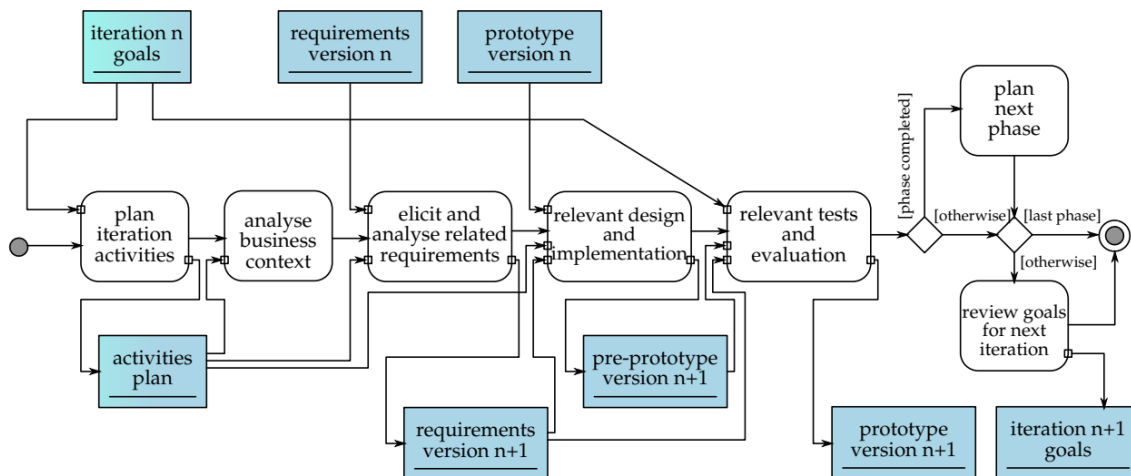 iteration n
goals
requirements
version n
prototype
version n
plan
next
phase
[phase completed]
plan
iteration
activities
analyse
business
context
elicit and
analyse related
requirements
relevant design
and
implementation
relevant tests
and
evaluation
[otherwise]
[last phase]
[otherwise]
review goals
for next
iteration
activities
plan
pre-prototype
version n+1
requirements
version n+1
prototype
version n+1
iteration n+1
goals